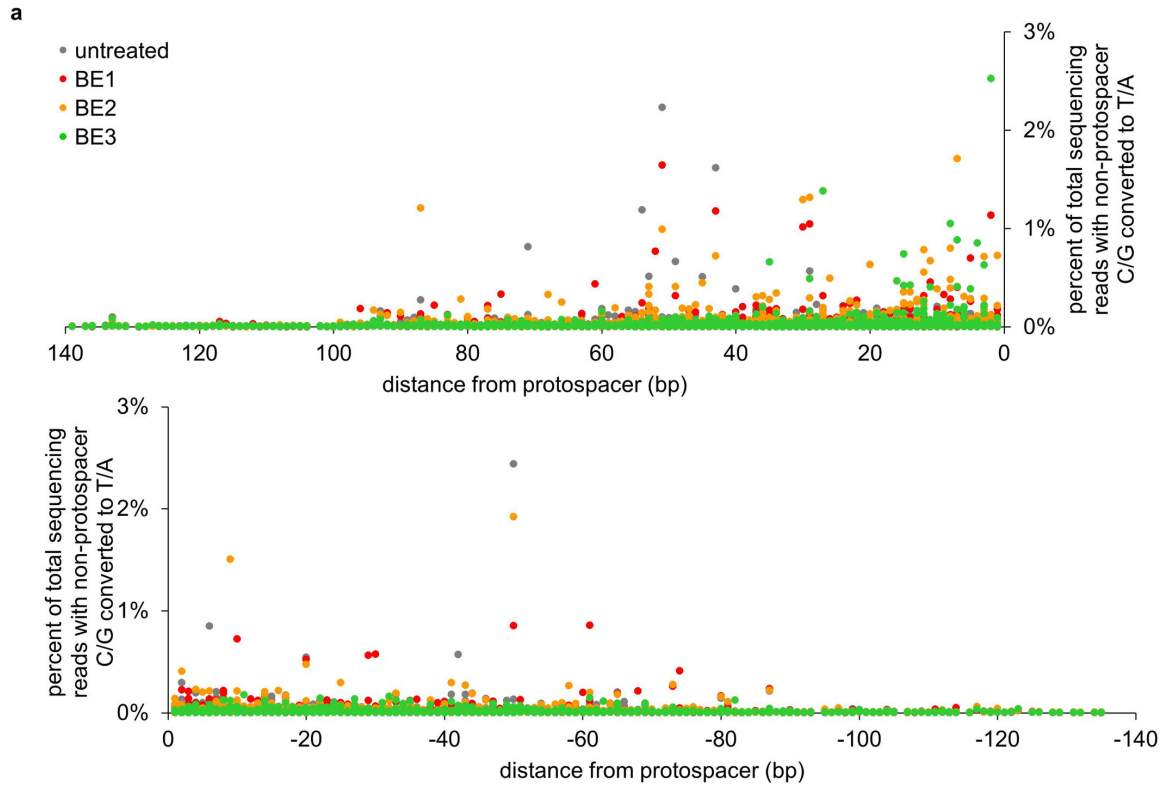 a
untreated
BE1
BE2
BE3
3%
2%
1%
0%
percent of total sequencing
reads with non-protospacer
C/G converted to T/A
140 120 100 80 60 40 20 0
distance from protospacer (bp)
3%
2%
1%
0%
percent of total sequencing
reads with non-protospacer
C/G converted to T/A
0 -20 -40 -60 -80 -100 -120 -140
distance from protospacer (bp)